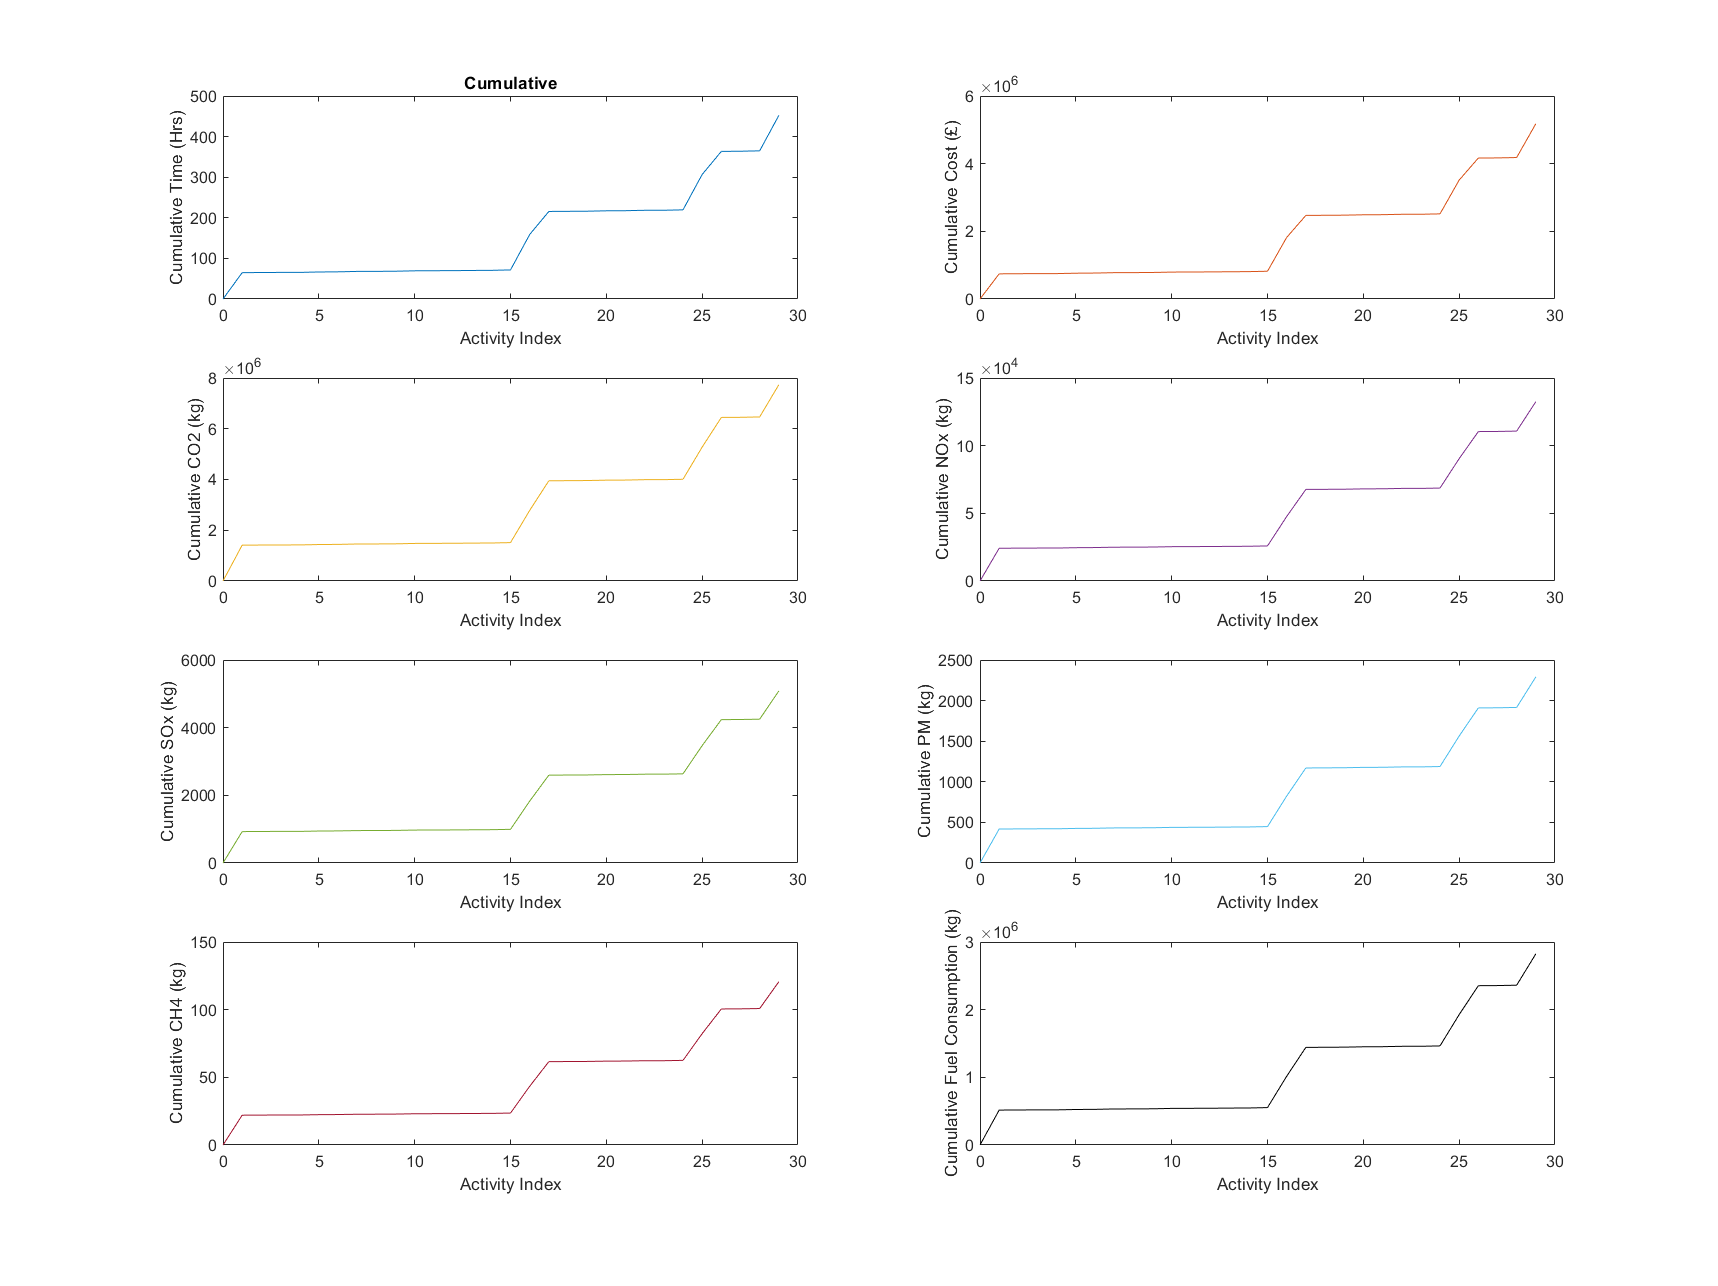 Cumulative
Cumulative Time (Hrs)
500
400
300
200
100
0
0 5 10 15 20 25 30
Activity Index
×10^6
Cumulative Cost (£)
6
4
2
0
0 5 10 15 20 25 30
Activity Index
×10^6
Cumulative CO2 (kg)
8
6
4
2
0
0 5 10 15 20 25 30
Activity Index
×10^4
Cumulative NOx (kg)
15
10
5
0
0 5 10 15 20 25 30
Activity Index
Cumulative SOx (kg)
6000
4000
2000
0
0 5 10 15 20 25 30
Activity Index
Cumulative PM (kg)
2500
2000
1500
1000
500
0
0 5 10 15 20 25 30
Activity Index
Cumulative CH4 (kg)
150
100
50
0
0 5 10 15 20 25 30
Activity Index
×10^6
Cumulative Fuel Consumption (kg)
3
2
1
0
0 5 10 15 20 25 30
Activity Index